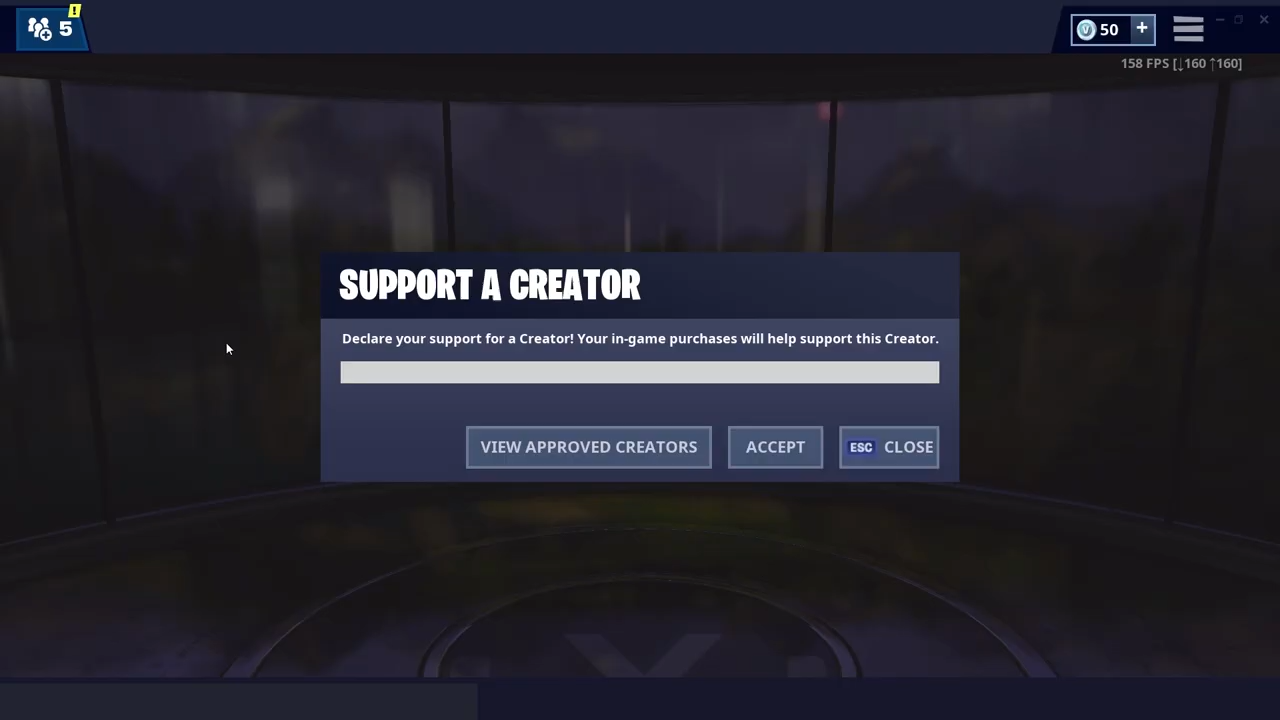 !
5
50 +
158 FPS [↓160 ↑160]
SUPPORT A CREATOR
Declare your support for a Creator! Your in-game purchases will help support this Creator.
VIEW APPROVED CREATORS ACCEPT ESC CLOSE